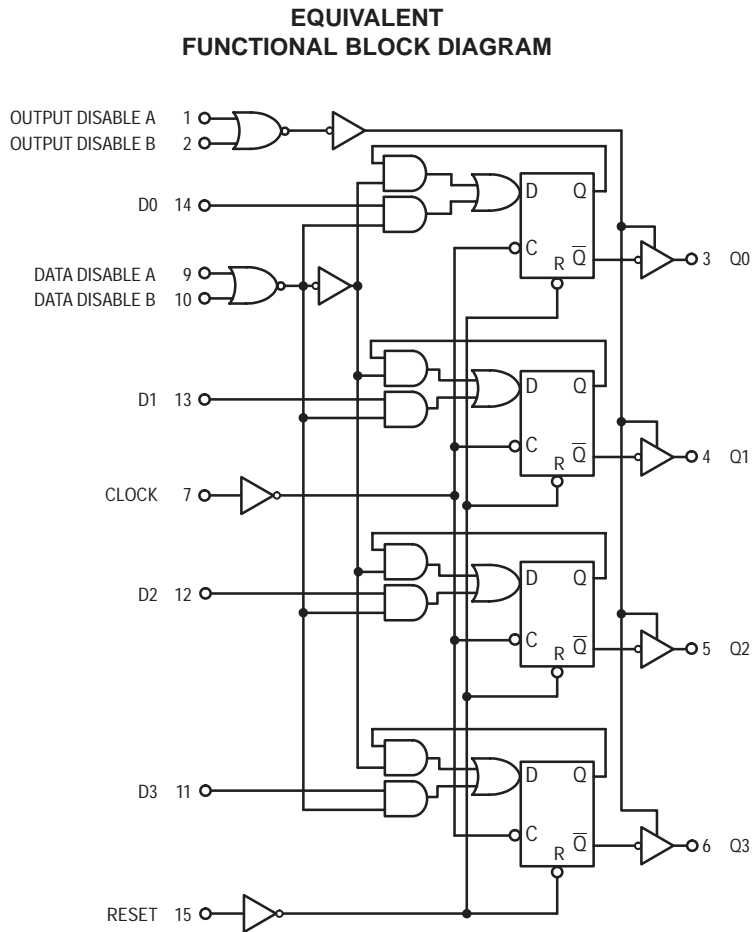 EQUIVALENT
FUNCTIONAL BLOCK DIAGRAM
OUTPUT DISABLE A 1
OUTPUT DISABLE B 2
D0 14
D Q
C
R Q̅
3 Q0
DATA DISABLE A 9
DATA DISABLE B 10
D1 13
D Q
C
R Q̅
4 Q1
CLOCK 7
D2 12
D Q
C
R Q̅
5 Q2
D3 11
D Q
C
R Q̅
6 Q3
RESET 15